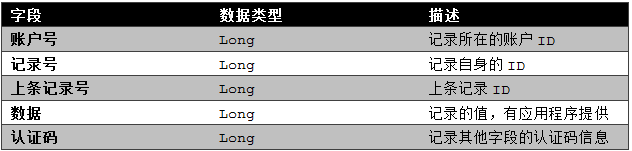 字段 数据类型 描述
账户号 Long 记录所在的账户 ID
记录号 Long 记录自身的 ID
上条记录号 Long 上条记录 ID
数据 Long 记录的值，有应用程序提供
认证码 Long 记录其他字段的认证码信息